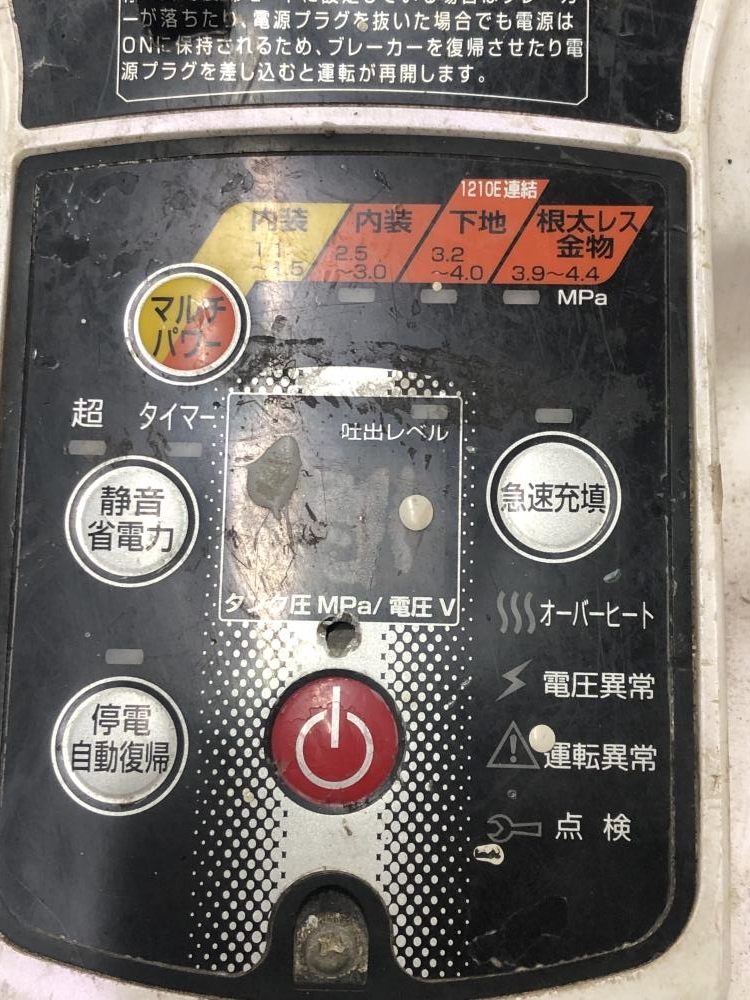 ーが落ちたり、電源プラグを抜いた場合でも電源は
ONに保持されるため、ブレーカーを復帰させたり電
源プラグを差し込むと運転が再開します。
1210E連結
内装 内装 下地 根太レス
金物
2.5 3.2
~3.0 ~4.0 3.9~4.4
MPa
マルチ
パワー
超 タイマー
吐出レベル
静音
省電力
急速充填
タンク圧 MPa/ 電圧 V
オーバーヒート
停電
自動復帰
電圧異常
運転異常
点検